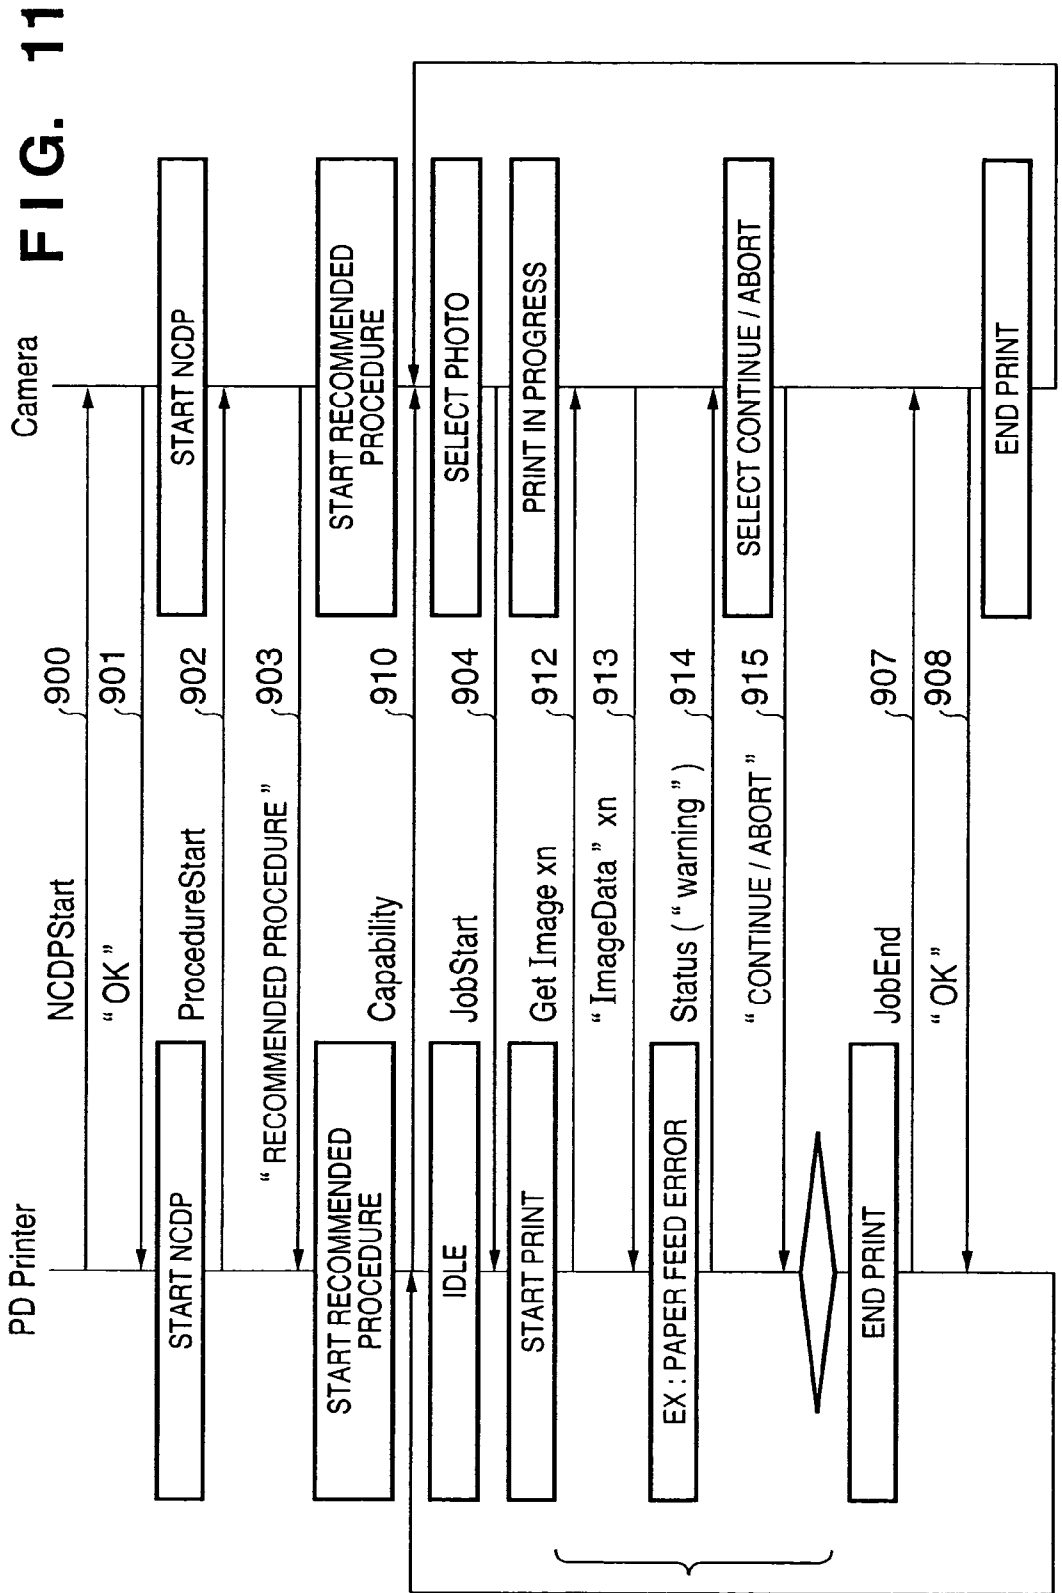 FIG. 11
PD Printer
Camera
NCDPStart
900
"OK"
901
START NCDP
START NCDP
ProcedureStart
902
"RECOMMENDED PROCEDURE"
903
START RECOMMENDED
PROCEDURE
START RECOMMENDED
PROCEDURE
Capability
910
IDLE
SELECT PHOTO
JobStart
904
START PRINT
PRINT IN PROGRESS
Get Image xn
912
"ImageData" xn
913
EX : PAPER FEED ERROR
Status ( "warning" )
914
SELECT CONTINUE / ABORT
"CONTINUE / ABORT"
915
END PRINT
JobEnd
907
"OK"
908
END PRINT